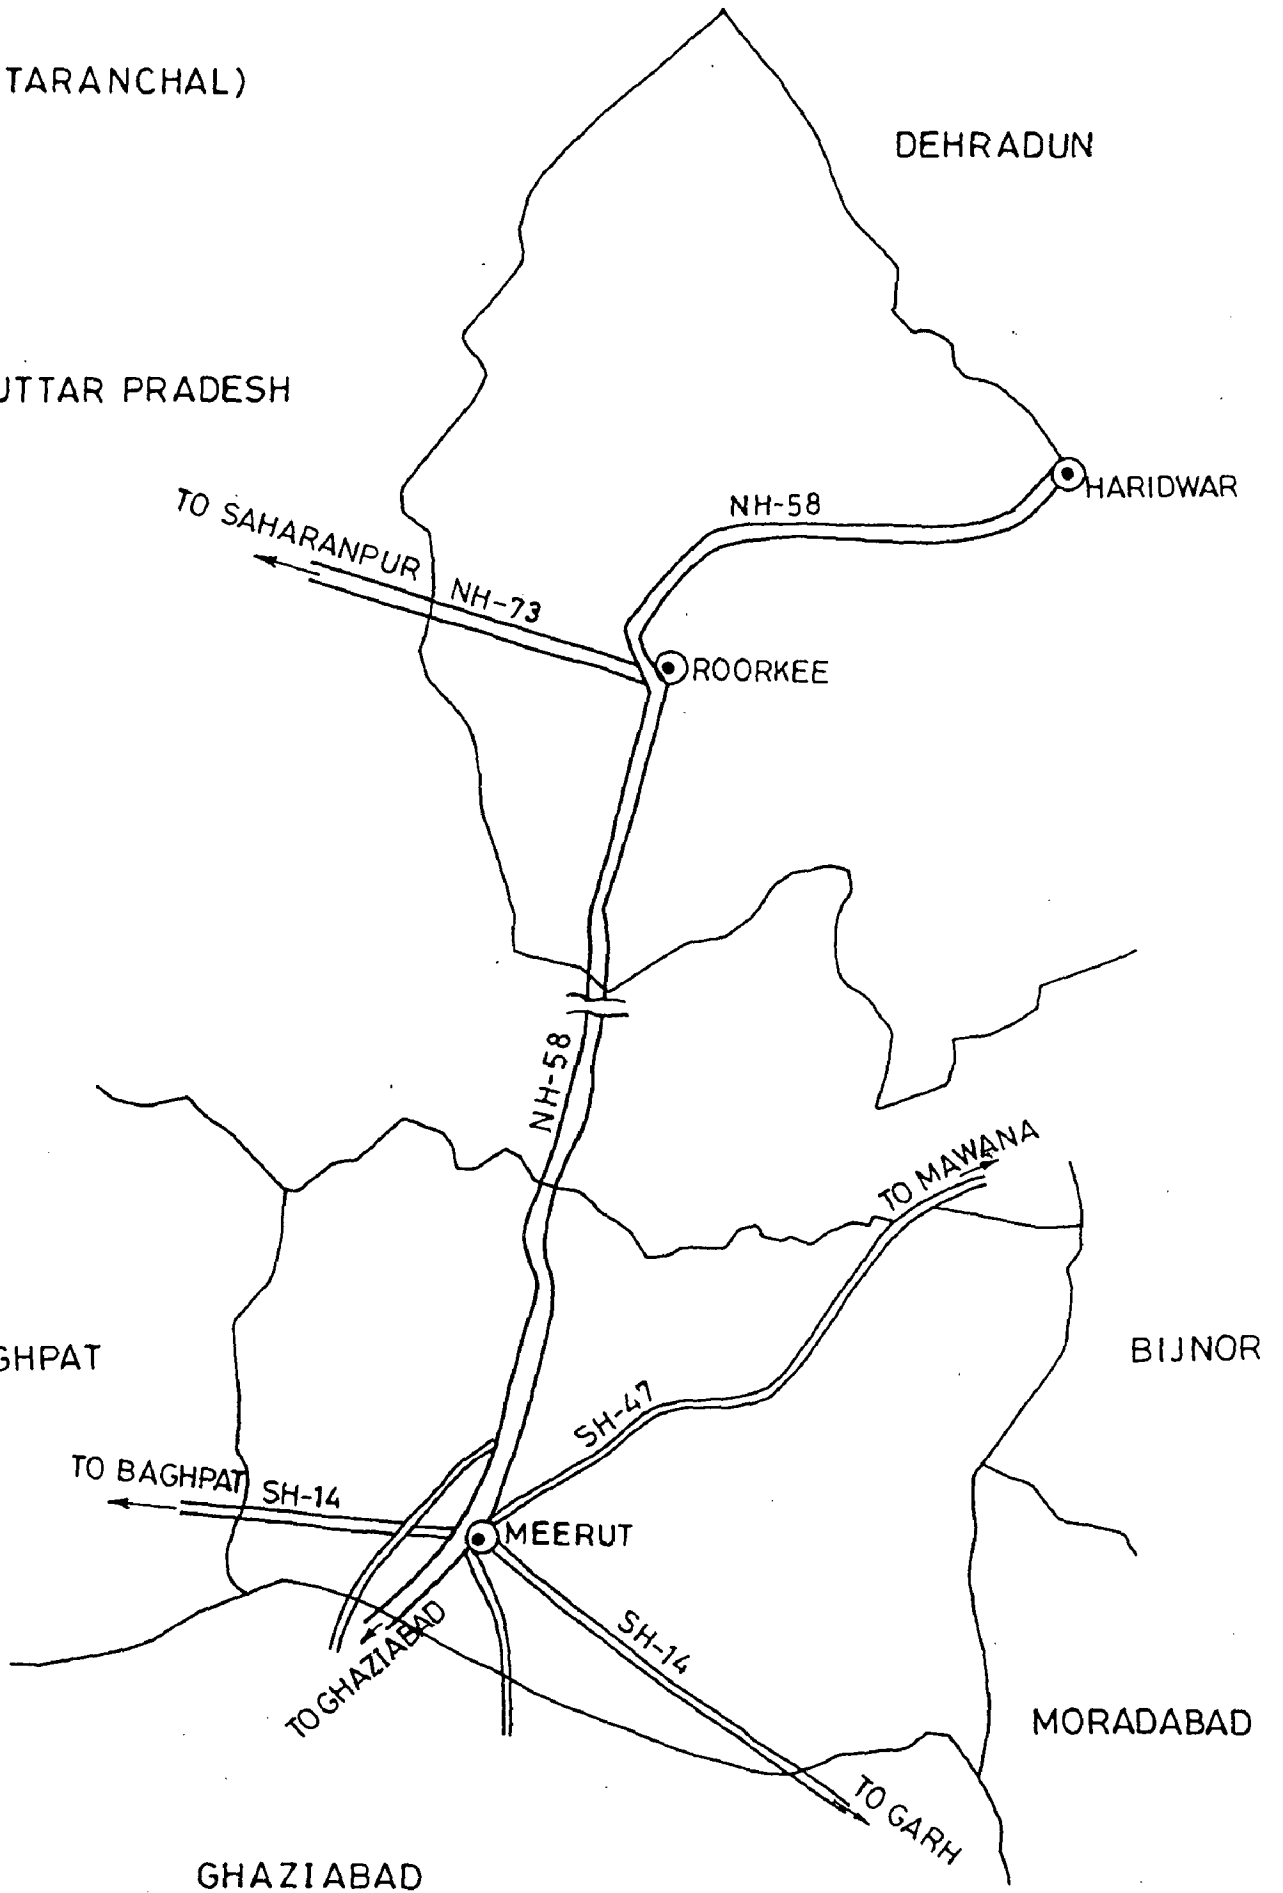 TARANCHAL)
DEHRADUN
UTTAR PRADESH
HARIDWAR
NH-58
TO SAHARANPUR
NH-73
ROORKEE
NH-58
TO MAWANA
GHPAT
BIJNOR
SH-47
TO BAGHPAT
SH-14
MEERUT
TO GHAZIABAD
SH-14
MORADABAD
TO GARH
GHAZIABAD